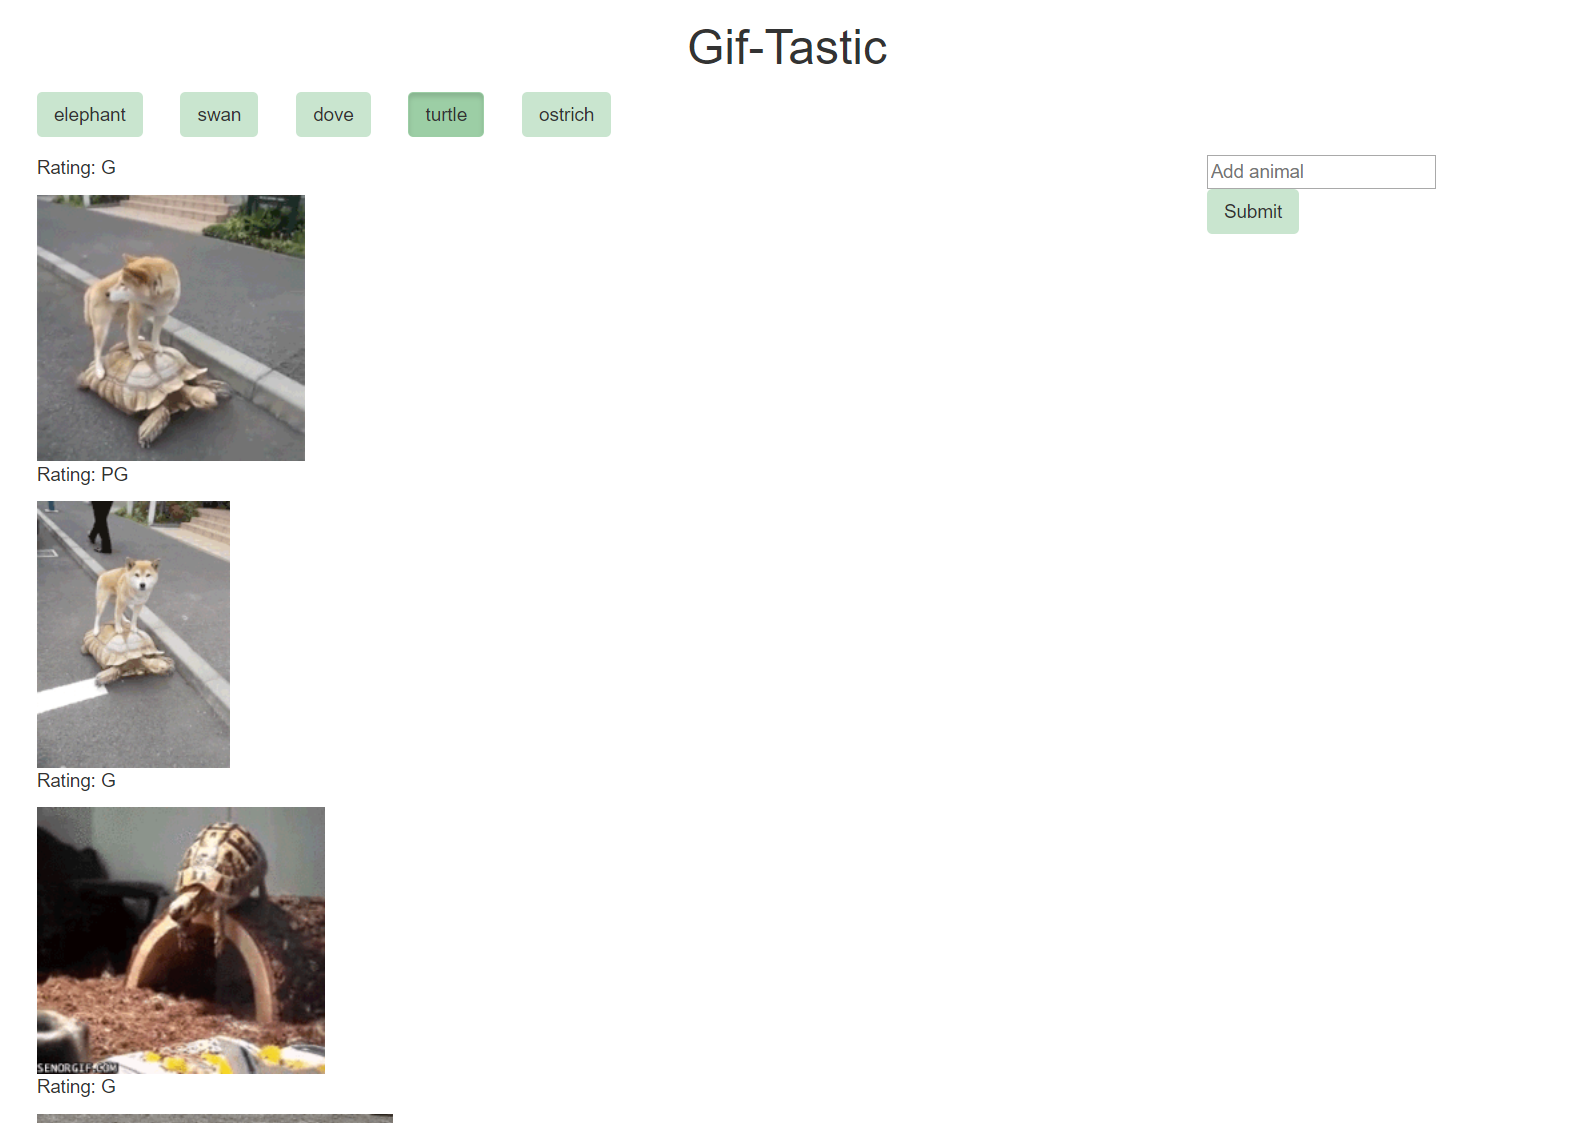 Gif-Tastic
elephant swan dove turtle ostrich
Rating: G
Add animal
Submit
Rating: PG
Rating: G
SENORGIF.COM
Rating: G